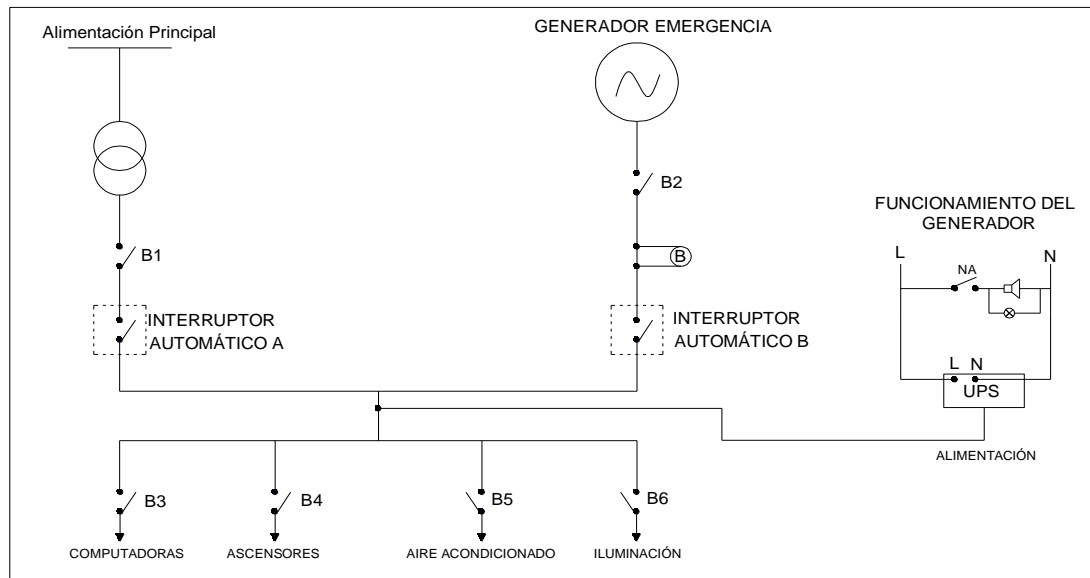 Alimentación Principal
GENERADOR EMERGENCIA
B2
FUNCIONAMIENTO DEL
GENERADOR
L
N
B1
B
NA
INTERRUPTOR
AUTOMÁTICO A
INTERRUPTOR
AUTOMÁTICO B
L N
UPS
ALIMENTACIÓN
B3
B4
B5
B6
COMPUTADORAS
ASCENSORES
AIRE ACONDICIONADO
ILUMINACIÓN